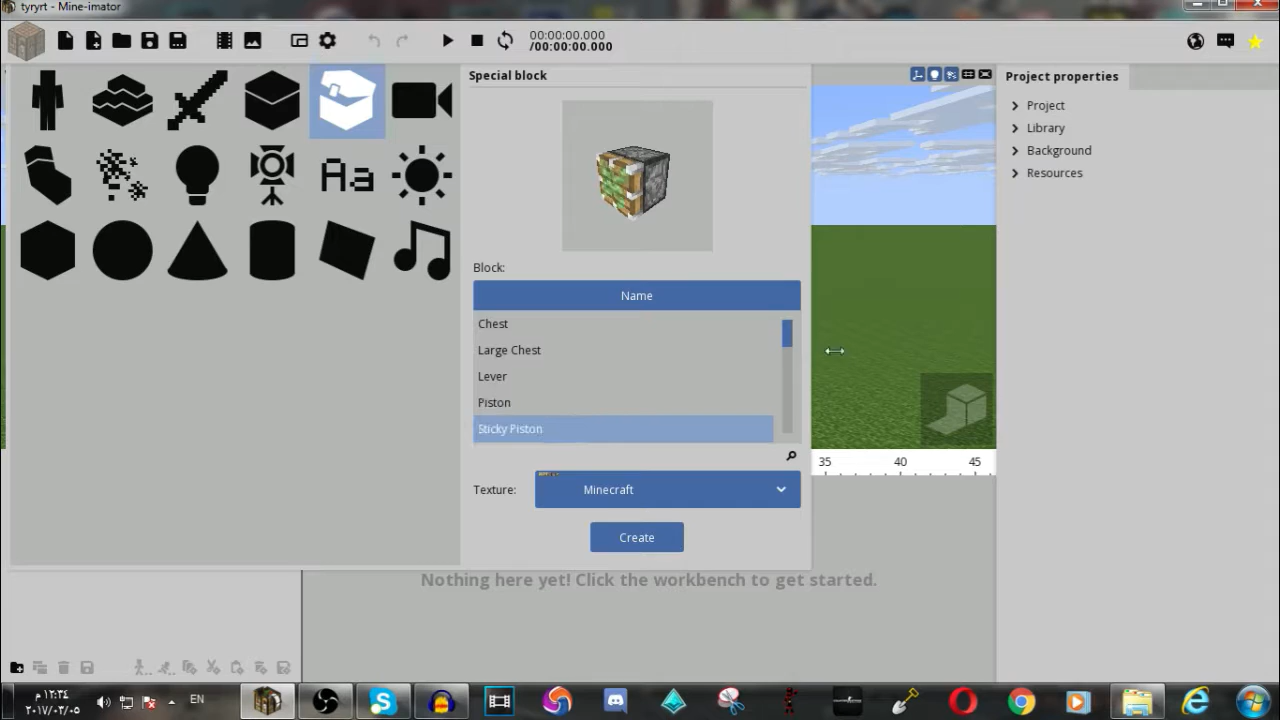 tyryrt - Mine-imator
00:00:00.000
/00:00:00.000
Special block
Project properties
Project
Library
Background
Resources
Aa
Block:
Name
Chest
Large Chest
Lever
Piston
Sticky Piston
35 40 45
Texture:
Minecraft
Create
Nothing here yet! Click the workbench to get started.
١٢:٣٤ م
٢٠١٧/٠٣/٠٥
EN